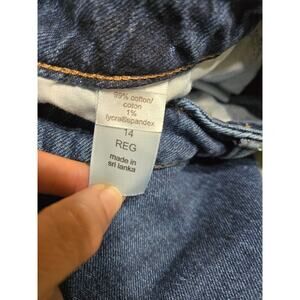 99% cotton/
coton
1%
lycra®spandex
14
REG
made in
sri lanka